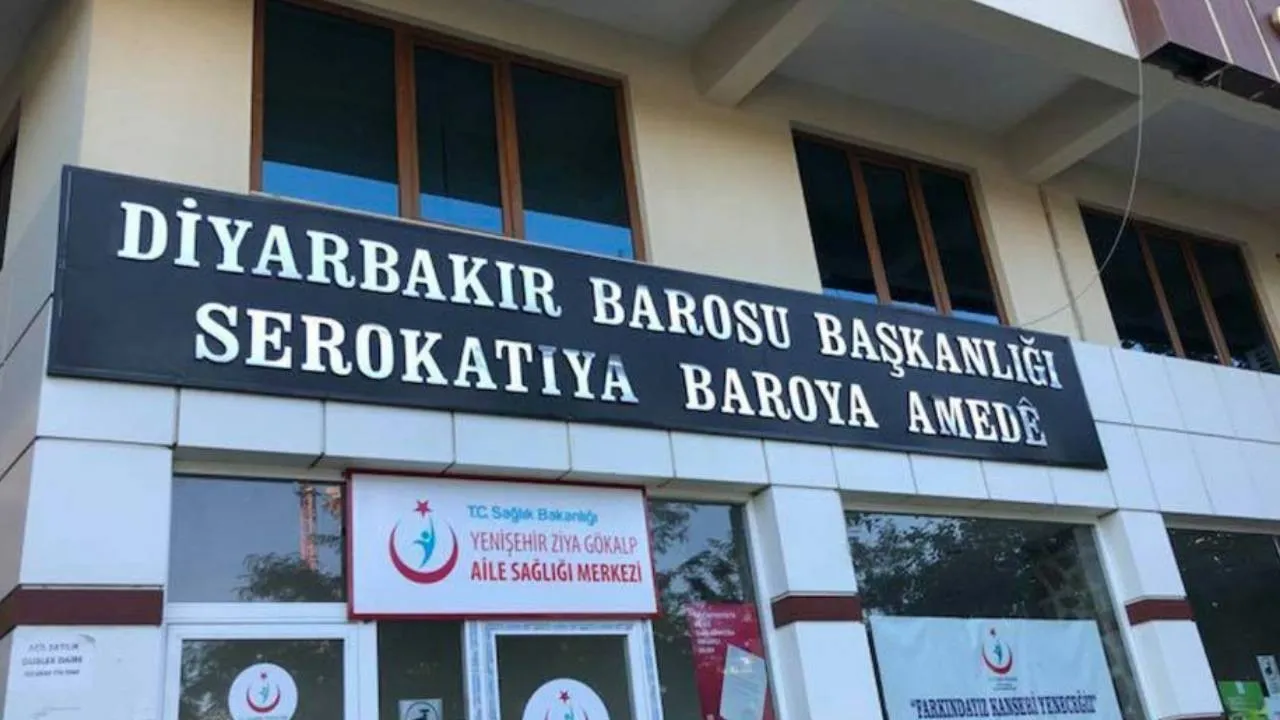 DİYARBAKIR BAROSU BAŞKANLIĞI
SEROKATIYA BAROYA AMEDÊ
T.C. Sağlık Bakanlığı
YENİŞEHİR ZİYA GÖKALP
AİLE SAĞLIĞI MERKEZİ
"FARKINDAYIZ KANSERİ YENECEĞİZ"